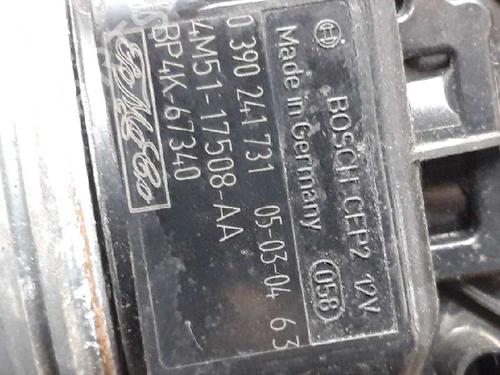 BOSCH CEP2 12V
Made in Germany 058
0 390 241 731 05-03-04 63
4M51-17508-AA
BP4K-67340
FoMoCo